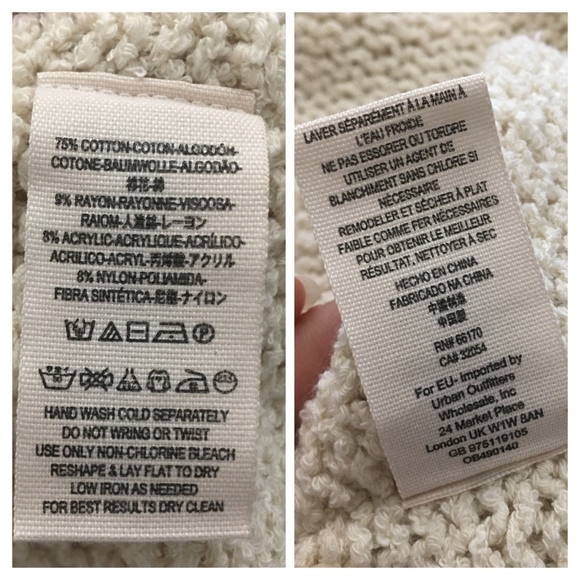 75% COTTON-COTON-ALGODÓN-
COTONE-BAUMWOLLE-ALGODÃO-
棉花-綿
9% RAYON-RAYONNE-VISCOSA-
RAIOM-人造絲-レーヨン
8% ACRYLIC-ACRYLIQUE-ACRÍLICO-
ACRILICO-ACRYL-丙烯酸-アクリル
8% NYLON-POLIAMIDA-
FIBRA SINTÉTICA-尼龍-ナイロン
HAND WASH COLD SEPARATELY
DO NOT WRING OR TWIST
USE ONLY NON-CHLORINE BLEACH
RESHAPE & LAY FLAT TO DRY
LOW IRON AS NEEDED
FOR BEST RESULTS DRY CLEAN
LAVER SÉPARÉMENT À LA MAIN À
L'EAU FROIDE
NE PAS ESSORER OU TORDRE
UTILISER UN AGENT DE
BLANCHIMENT SANS CHLORE SI
NÉCESSAIRE
REMODELER ET SÈCHER À PLAT
FAIBLE COMME FER NÈCESSAIRES
POUR OBTENIR LE MEILLEUR
RÉSULTAT, NETTOYER À SEC
HECHO EN CHINA
FABRICADO NA CHINA
中國製造
中国製
RN# 66170
CA# 32054
For EU- Imported by
Urban Outfitters
Wholesale, Inc
24 Market Place
London UK W1W 8AN
GB 975119105
OB490140